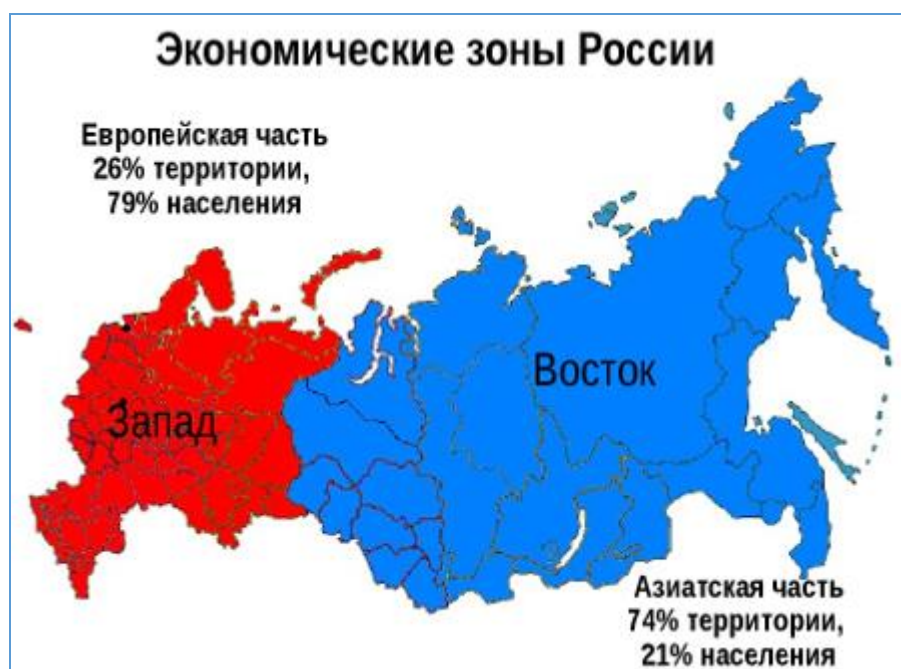 Экономические зоны России
Европейская часть
26% территории,
79% населения
Восток
Запад
Азиатская часть
74% территории,
21% населения